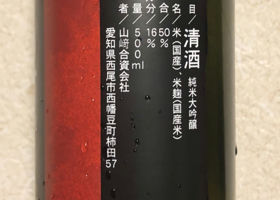 目/清酒 純米大吟醸
名/米(国産)、米麹(国産米)
合/50%
分/16%
量/500ml
者/山﨑合資会社
愛知県西尾市西幡豆町柿田57